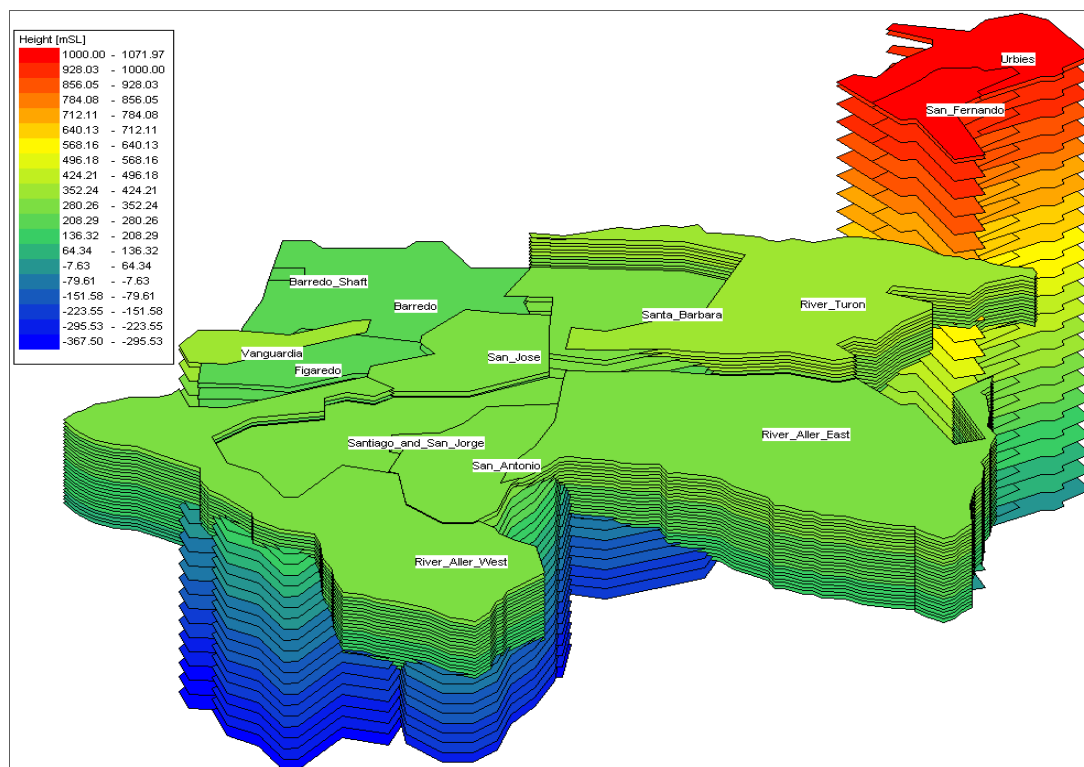 Height [mSL]
1000.00 - 1071.97
928.03 - 1000.00
856.05 - 928.03
784.08 - 856.05
712.11 - 784.08
640.13 - 712.11
568.16 - 640.13
496.18 - 568.16
424.21 - 496.18
352.24 - 424.21
280.26 - 352.24
208.29 - 280.26
136.32 - 208.29
64.34 - 136.32
-7.63 - 64.34
-79.61 - -7.63
-151.58 - -79.61
-223.55 - -151.58
-295.53 - -223.55
-367.50 - -295.53
Urbies
San_Fernando
Barredo_Shaft
Barredo
River_Turon
Santa_Barbara
Vanguardia
San_Jose
Figaredo
River_Aller_East
Santiago_and_San_Jorge
San_Antonio
River_Aller_West